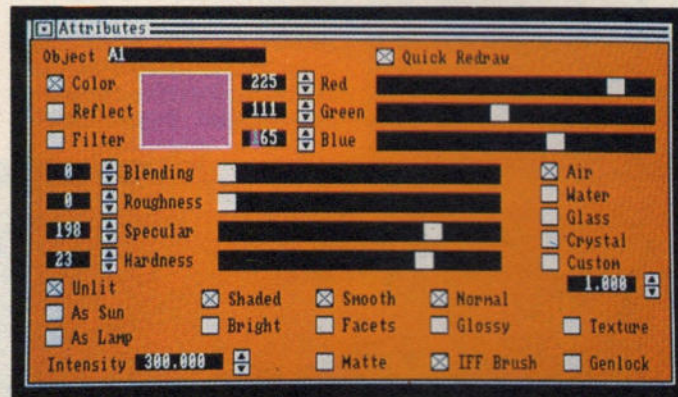 Attributes
Object A1
Quick Redraw
Color 225 Red
Reflect 111 Green
Filter 165 Blue
0 Blending Air
0 Roughness Water
198 Specular Glass
23 Hardness Crystal
Custom
Unlit 1.000
As Sun Shaded Smooth Normal
As Lamp Bright Facets Glossy Texture
Intensity 300.000 Matte IFF Brush Genlock